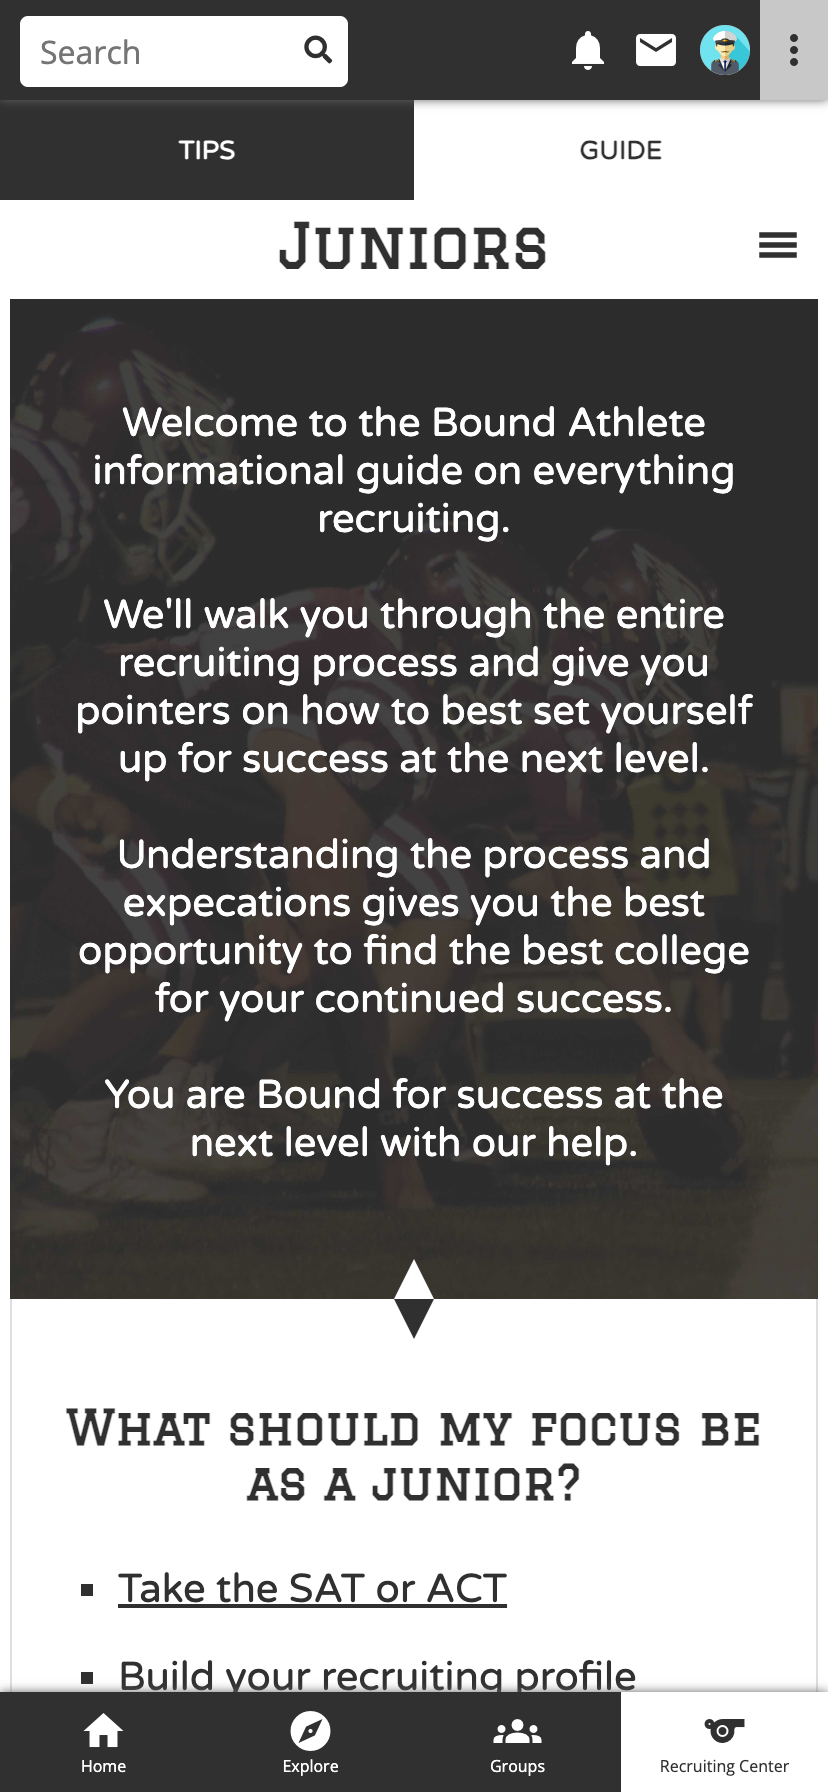 Search
TIPS
GUIDE
Juniors
Welcome to the Bound Athlete
informational guide on everything
recruiting.
We'll walk you through the entire
recruiting process and give you
pointers on how to best set yourself
up for success at the next level.
Understanding the process and
expecations gives you the best
opportunity to find the best college
for your continued success.
You are Bound for success at the
next level with our help.
What should my focus be
as a junior?
Take the SAT or ACT
Build your recruiting profile
Home
Explore
Groups
Recruiting Center